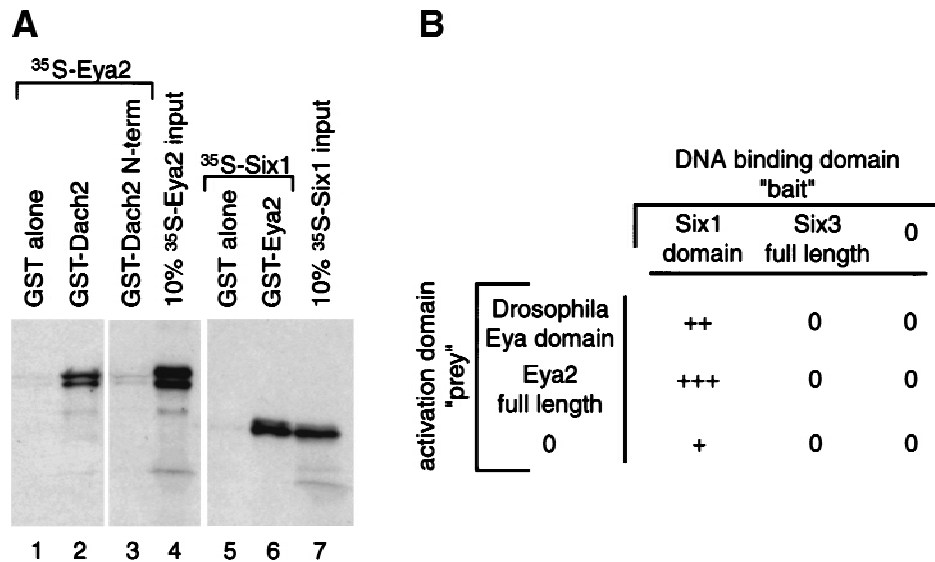 A
³⁵S-Eya2
GST alone
GST-Dach2
GST-Dach2 N-term
10% ³⁵S-Eya2 input
³⁵S-Six1
GST alone
GST-Eya2
10% ³⁵S-Six1 input
1 2 3 4 5 6 7
B
DNA binding domain
"bait"
Six1 Six3 0
domain full length
activation domain
"prey"
Drosophila
Eya domain
++ 0 0
Eya2
full length
+++ 0 0
0 + 0 0